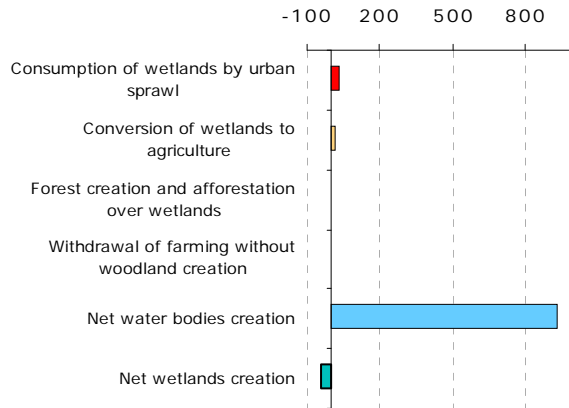 -100 200 500 800
Consumption of wetlands by urban
sprawl
Conversion of wetlands to
agriculture
Forest creation and afforestation
over wetlands
Withdrawal of farming without
woodland creation
Net water bodies creation
Net wetlands creation